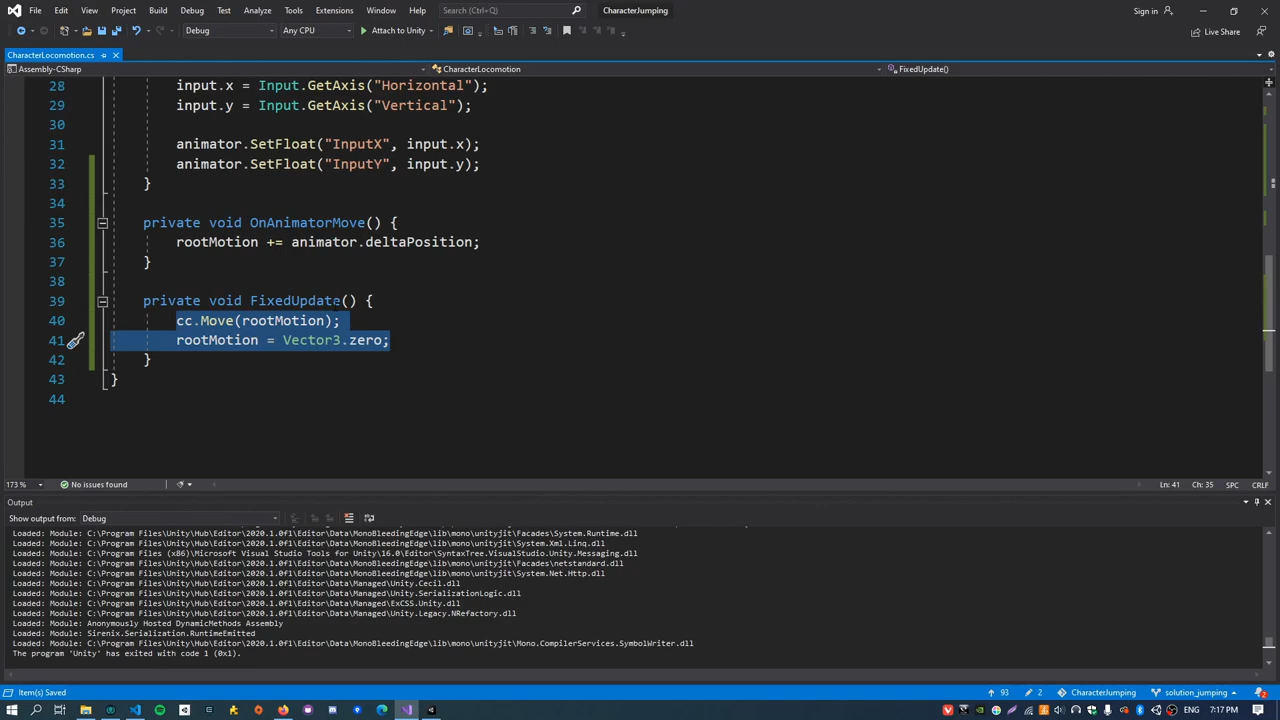 File Edit View Project Build Debug Test Analyze Tools Extensions Window Help Search (Ctrl+Q) CharacterJumping Sign in
Debug Any CPU Attach to Unity Live Share
CharacterLocomotion.cs
Assembly-CSharp CharacterLocomotion FixedUpdate()
28 input.x = Input.GetAxis("Horizontal");
29 input.y = Input.GetAxis("Vertical");
30
31 animator.SetFloat("InputX", input.x);
32 animator.SetFloat("InputY", input.y);
33 }
34
35 private void OnAnimatorMove() {
36 rootMotion += animator.deltaPosition;
37 }
38
39 private void FixedUpdate() {
40 cc.Move(rootMotion);
41 rootMotion = Vector3.zero;
42 }
43 }
44
173 % No issues found Ln: 41 Ch: 35 SPC CRLF
Output
Show output from: Debug
Loaded: Module: C:\Program Files\Unity\Hub\Editor\2020.1.0f1\Editor\Data\MonoBleedingEdge\lib\mono\unityjit\Facades\System.Runtime.dll
Loaded: Module: C:\Program Files\Unity\Hub\Editor\2020.1.0f1\Editor\Data\MonoBleedingEdge\lib\mono\unityjit\System.Xml.Linq.dll
Loaded: Module: C:\Program Files (x86)\Microsoft Visual Studio Tools for Unity\16.0\Editor\SyntaxTree.VisualStudio.Unity.Messaging.dll
Loaded: Module: C:\Program Files\Unity\Hub\Editor\2020.1.0f1\Editor\Data\MonoBleedingEdge\lib\mono\unityjit\Facades\netstandard.dll
Loaded: Module: C:\Program Files\Unity\Hub\Editor\2020.1.0f1\Editor\Data\MonoBleedingEdge\lib\mono\unityjit\System.Net.Http.dll
Loaded: Module: C:\Program Files\Unity\Hub\Editor\2020.1.0f1\Editor\Data\Managed\Unity.Cecil.dll
Loaded: Module: C:\Program Files\Unity\Hub\Editor\2020.1.0f1\Editor\Data\Managed\Unity.SerializationLogic.dll
Loaded: Module: C:\Program Files\Unity\Hub\Editor\2020.1.0f1\Editor\Data\Managed\ExCSS.Unity.dll
Loaded: Module: C:\Program Files\Unity\Hub\Editor\2020.1.0f1\Editor\Data\Managed\Unity.Legacy.NRefactory.dll
Loaded: Module: Anonymously Hosted DynamicMethods Assembly
Loaded: Module: Sirenix.Serialization.RuntimeEmitted
Loaded: Module: C:\Program Files\Unity\Hub\Editor\2020.1.0f1\Editor\Data\MonoBleedingEdge\lib\mono\unityjit\Mono.CompilerServices.SymbolWriter.dll
The program 'Unity' has exited with code 1 (0x1).
Item(s) Saved 93 2 CharacterJumping solution_jumping 2
ENG 7:17 PM